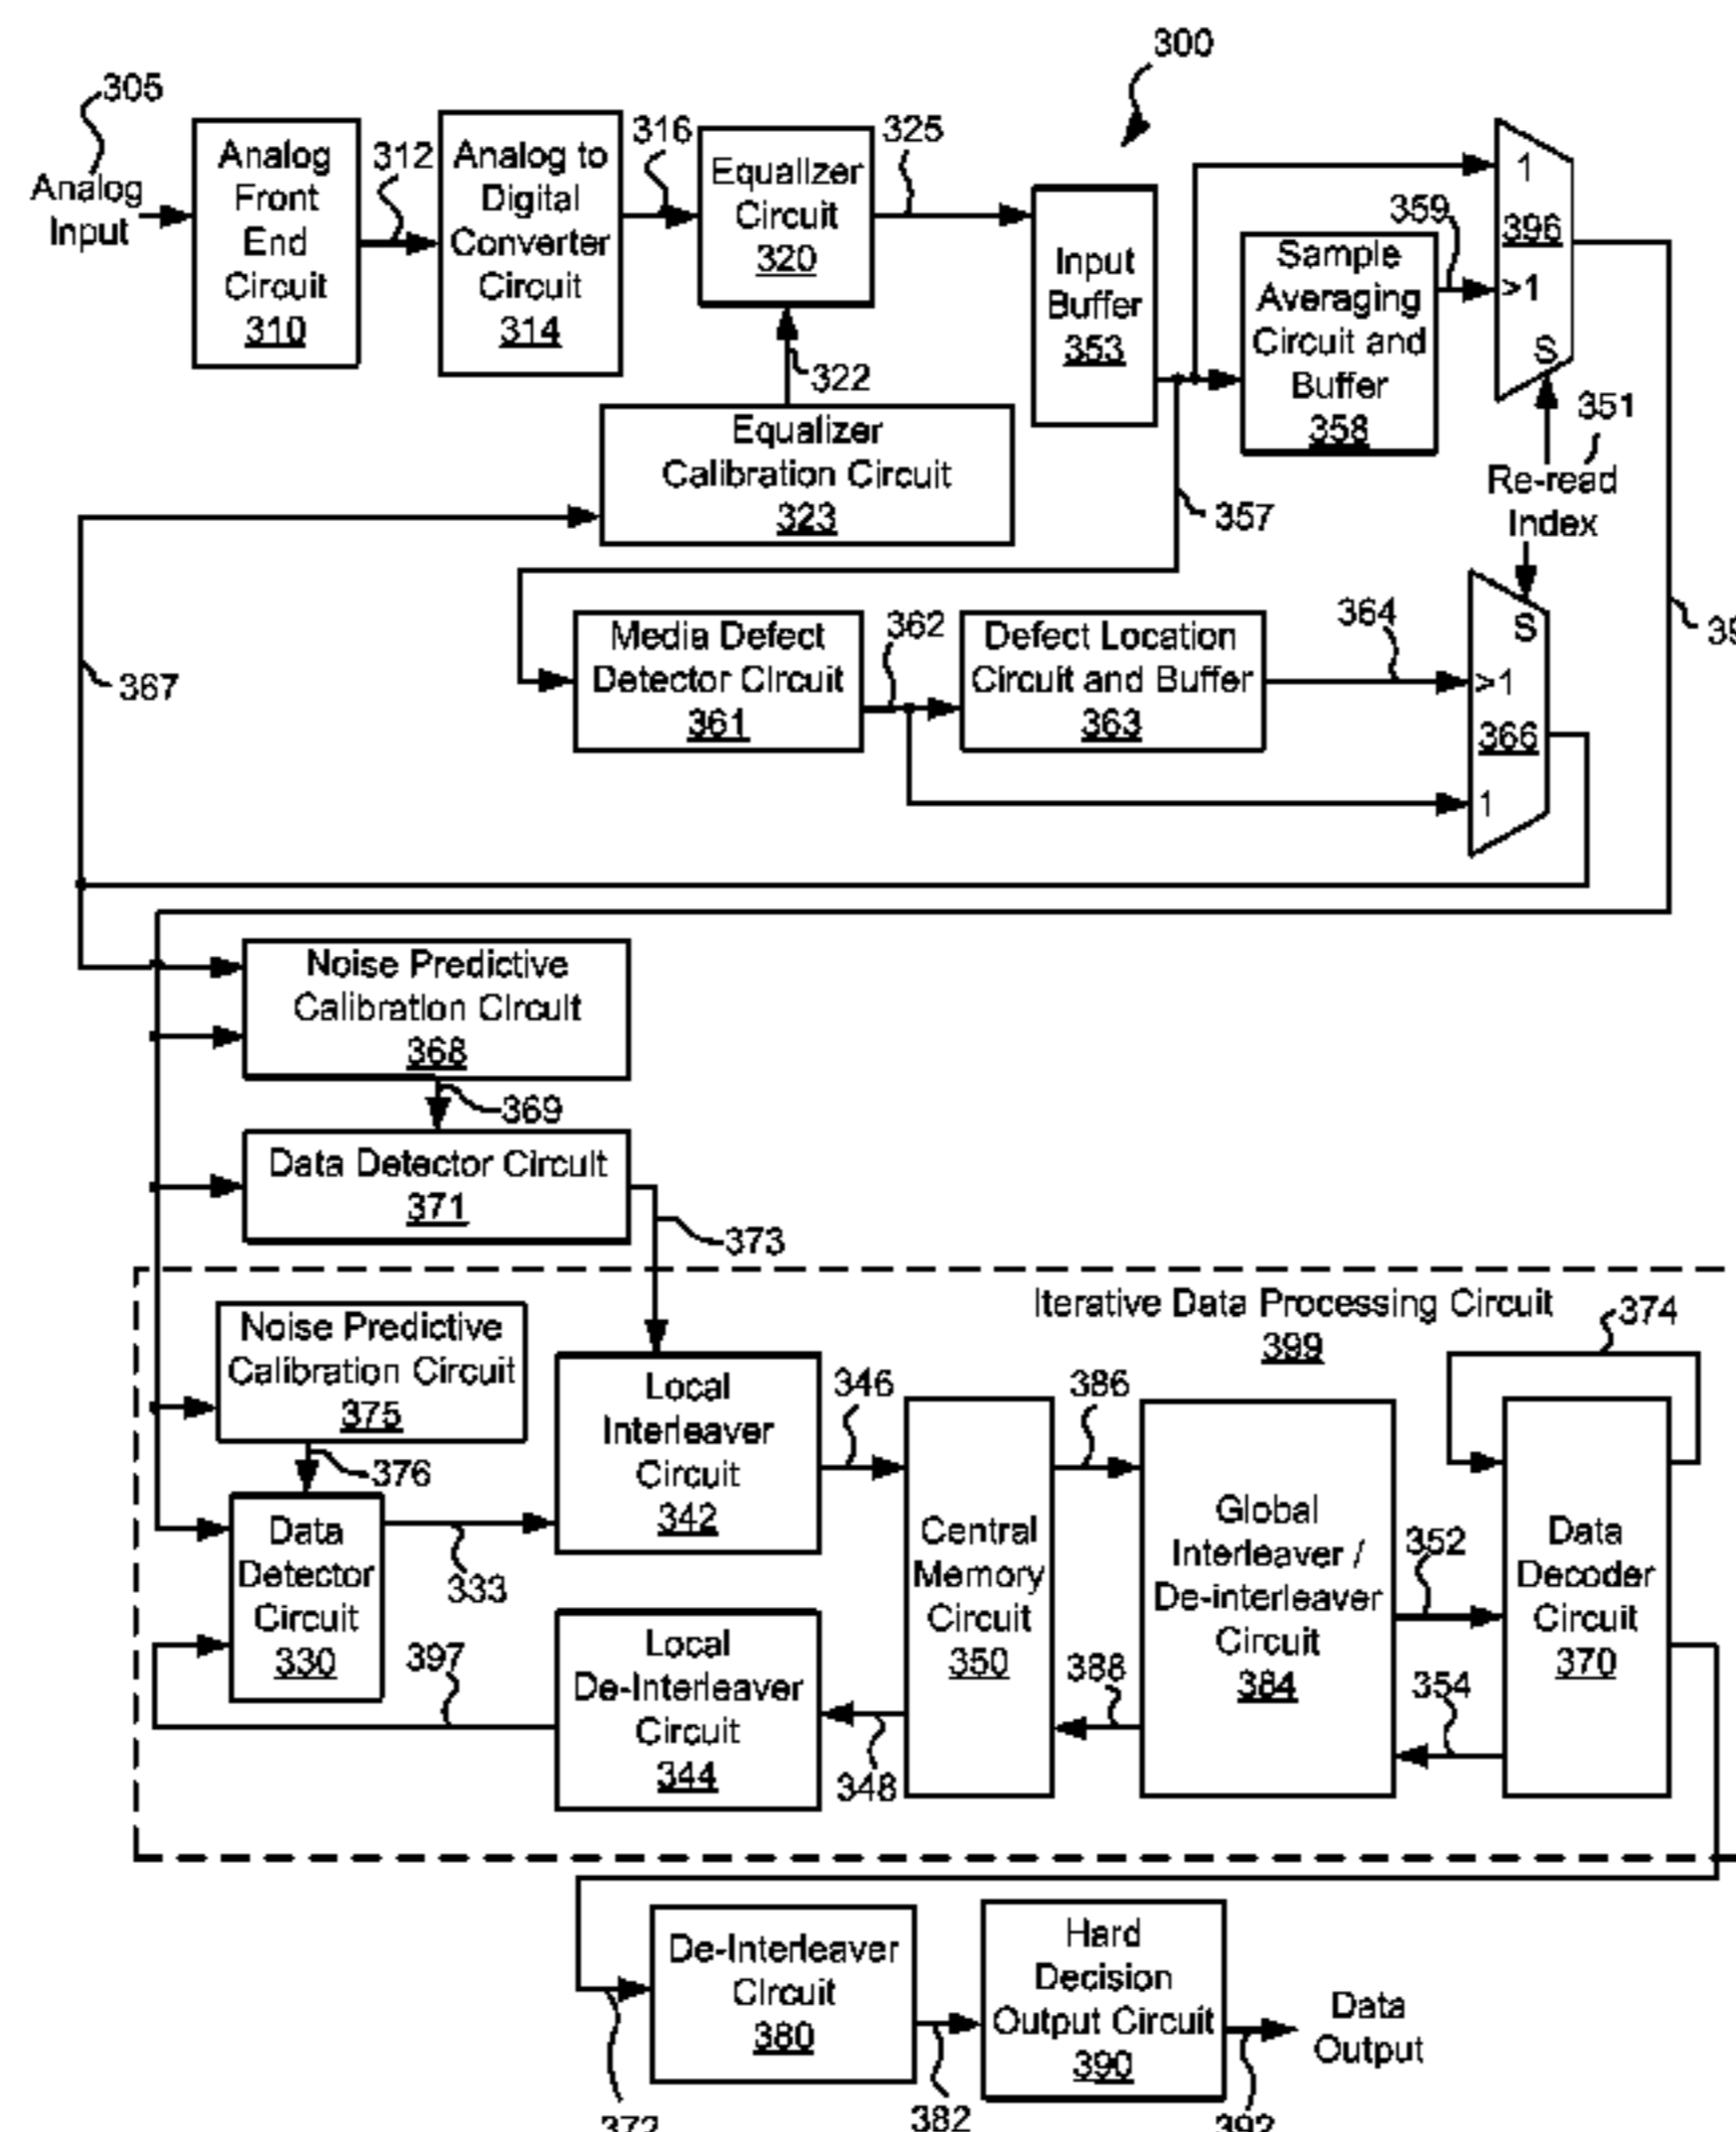 300
305
Analog
Input
Analog
Front
End
Circuit
310
312
Analog to
Digital
Converter
Circuit
314
316
Equalizer
Circuit
320
325
322
Equalizer
Calibration Circuit
323
Input
Buffer
353
357
Sample
Averaging
Circuit and
Buffer
358
359
1
396
>1
S
351
Re-read
Index
367
Media Defect
Detector Circuit
361
362
Defect Location
Circuit and Buffer
363
364
S
>1
366
1
Noise Predictive
Calibration Circuit
368
369
Data Detector Circuit
371
373
Iterative Data Processing Circuit
399
374
Noise Predictive
Calibration Circuit
375
376
Data
Detector
Circuit
330
333
397
Local
Interleaver
Circuit
342
346
Local
De-Interleaver
Circuit
344
348
Central
Memory
Circuit
350
386
388
Global
Interleaver /
De-interleaver
Circuit
384
352
354
Data
Decoder
Circuit
370
De-Interleaver
Circuit
380
372
382
Hard
Decision
Output Circuit
390
392
Data
Output